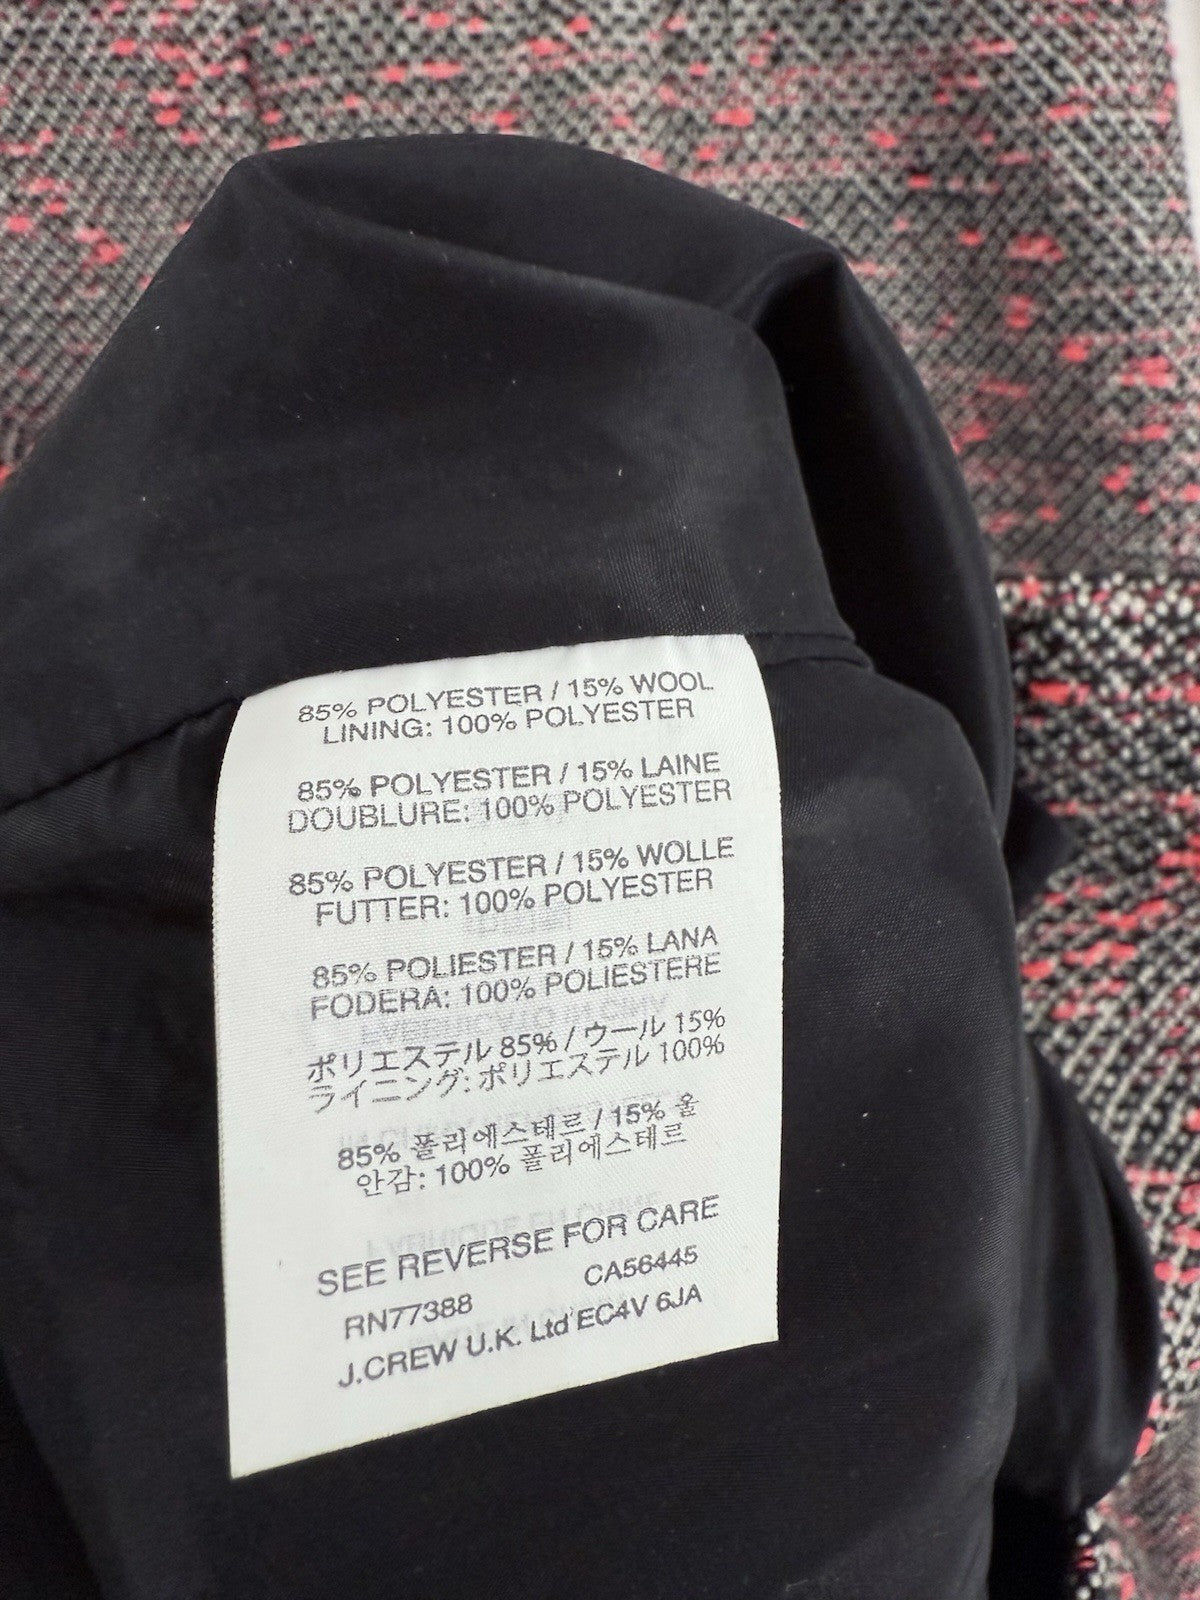 85% POLYESTER / 15% WOOL
LINING: 100% POLYESTER
85% POLYESTER / 15% LAINE
DOUBLURE: 100% POLYESTER
85% POLYESTER / 15% WOLLE
FUTTER: 100% POLYESTER
85% POLIESTER / 15% LANA
FODERA: 100% POLIESTERE
ポリエステル 85% / ウール 15%
ライニング: ポリエステル 100%
85% 폴리에스테르 / 15% 울
안감: 100% 폴리에스테르
SEE REVERSE FOR CARE
RN77388 CA56445
J.CREW U.K. Ltd EC4V 6JA